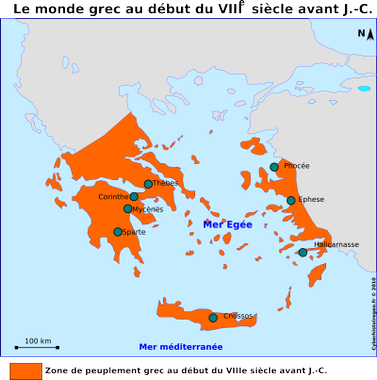 Le monde grec au début du VIIIe siècle avant J.-C.
N
Phocée
Thèbes
Corinthe
Ephese
Mycènes
Mer Egée
Sparte
Halicarnasse
Cnossos
100 km
Mer méditerranée
Cyberhistoiregeo.fr © 2010
Zone de peuplement grec au début du VIIIe siècle avant J.-C.